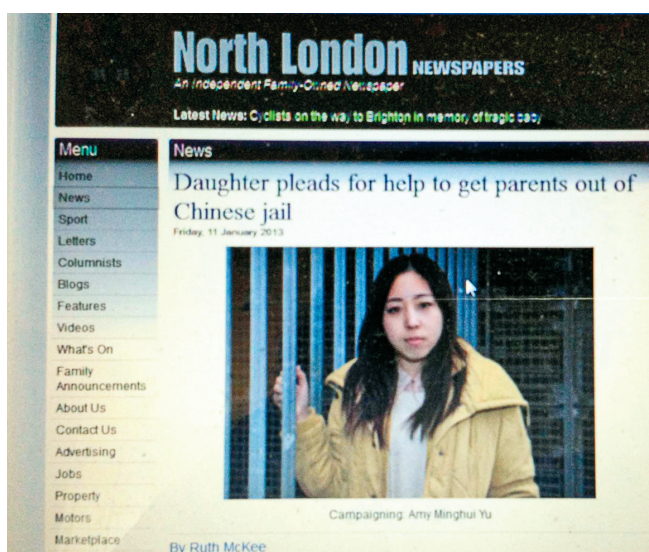 North London NEWSPAPERS
An Independent Family-Owned Newspaper
Latest News: Cyclists on the way to Brighton in memory of tragic baby
Menu
Home
News
Sport
Letters
Columnists
Blogs
Features
Videos
What's On
Family
Announcements
About Us
Contact Us
Advertising
Jobs
Property
Motors
Marketplace
News
Daughter pleads for help to get parents out of
Chinese jail
Friday, 11 January 2013
Campaigning: Amy Minghui Yu
By Ruth McKee